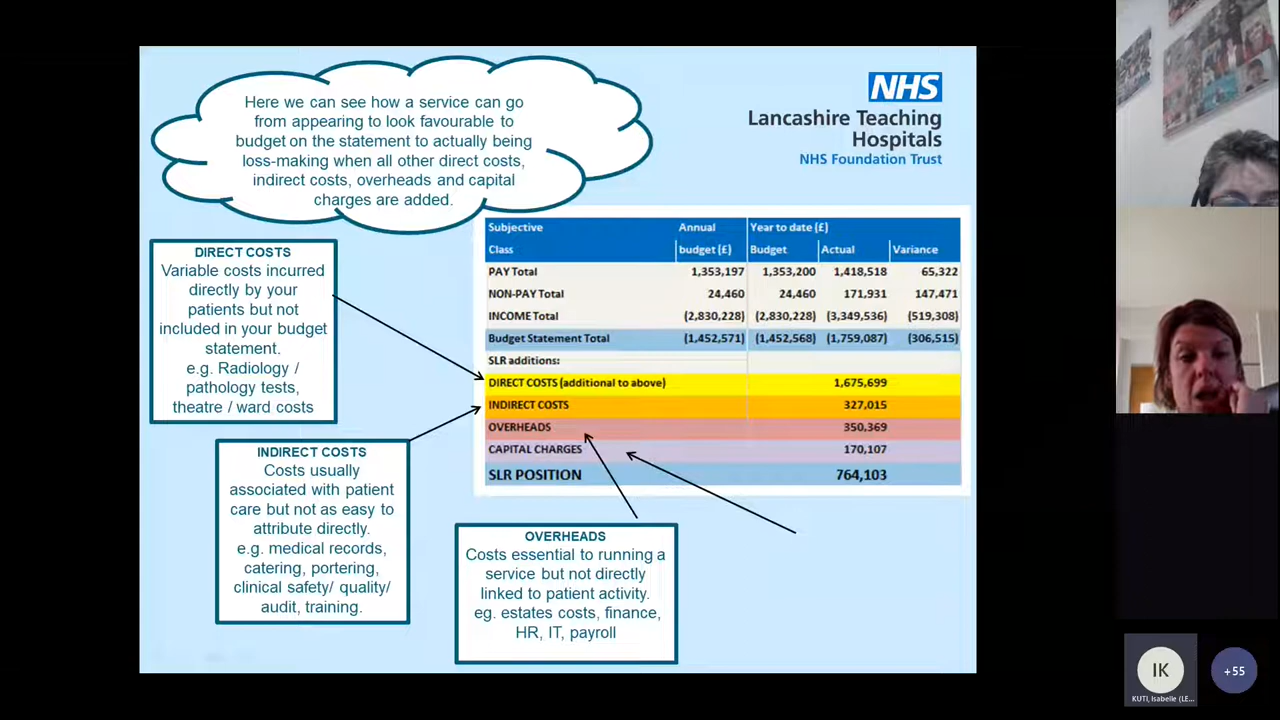 Here we can see how a service can go
from appearing to look favourable to
budget on the statement to actually being
loss-making when all other direct costs,
indirect costs, overheads and capital
charges are added.
NHS
Lancashire Teaching
Hospitals
NHS Foundation Trust
DIRECT COSTS
Variable costs incurred
directly by your
patients but not
included in your budget
statement.
e.g. Radiology /
pathology tests,
theatre / ward costs
Subjective Annual Year to date (£)
Class budget (£) Budget Actual Variance
PAY Total 1,353,197 1,353,200 1,418,518 65,322
NON-PAY Total 24,460 24,460 171,931 147,471
INCOME Total (2,830,228) (2,830,228) (3,349,536) (519,308)
Budget Statement Total (1,452,571) (1,452,568) (1,759,087) (306,515)
SLR additions:
DIRECT COSTS (additional to above) 1,675,699
INDIRECT COSTS 327,015
OVERHEADS 350,369
CAPITAL CHARGES 170,107
SLR POSITION 764,103
INDIRECT COSTS
Costs usually
associated with patient
care but not as easy to
attribute directly.
e.g. medical records,
catering, portering,
clinical safety/ quality/
audit, training.
OVERHEADS
Costs essential to running a
service but not directly
linked to patient activity.
eg. estates costs, finance,
HR, IT, payroll
IK
KUTI, Isabelle (LE...
+55